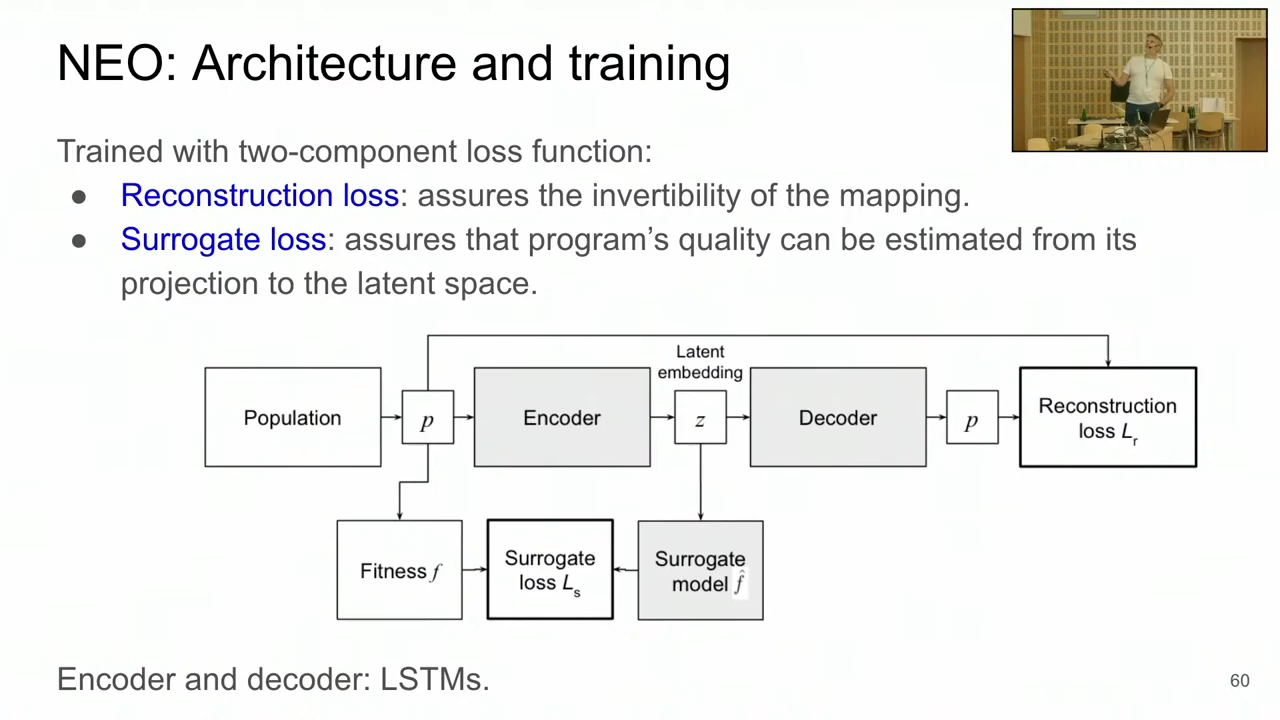 NEO: Architecture and training
Trained with two-component loss function:
● Reconstruction loss: assures the invertibility of the mapping.
● Surrogate loss: assures that program's quality can be estimated from its
projection to the latent space.
Latent
embedding
Population
p
Encoder
z
Decoder
p
Reconstruction
loss Lr
Fitness f
Surrogate
loss Ls
Surrogate
model f̂
Encoder and decoder: LSTMs.
60